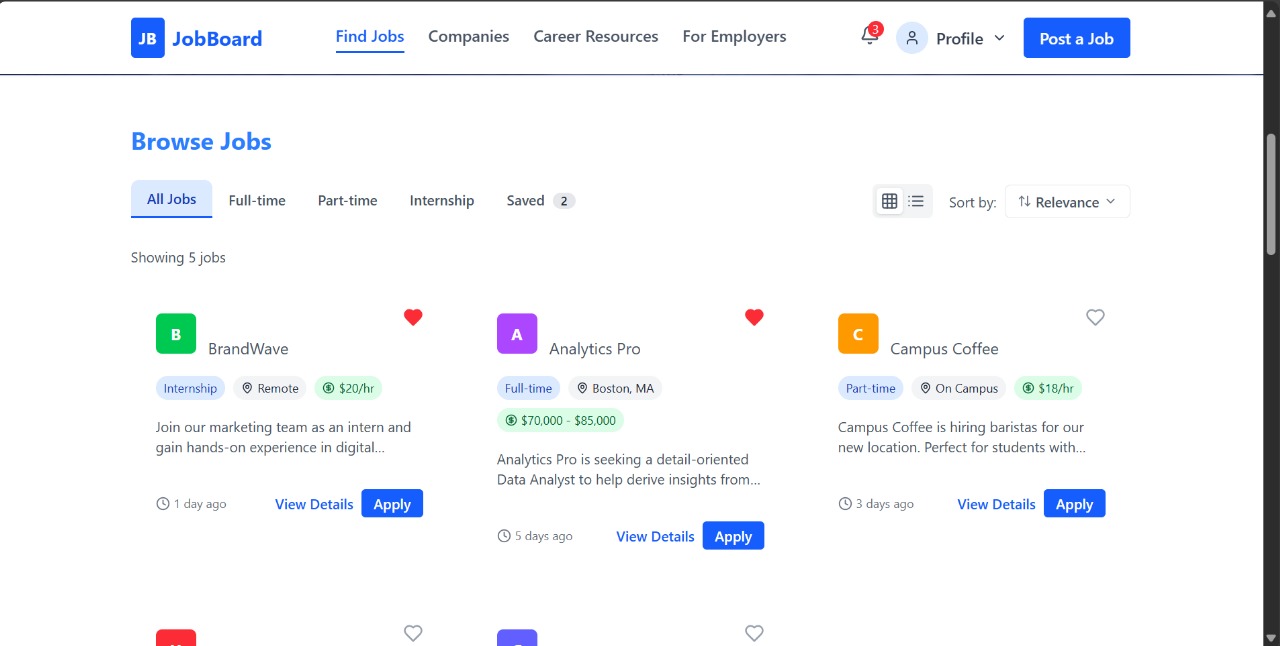 JB JobBoard Find Jobs Companies Career Resources For Employers 3 Profile Post a Job
Browse Jobs
All Jobs Full-time Part-time Internship Saved 2 Sort by: Relevance
Showing 5 jobs
B BrandWave
Internship Remote $20/hr
Join our marketing team as an intern and
gain hands-on experience in digital...
1 day ago View Details Apply
A Analytics Pro
Full-time Boston, MA
$70,000 - $85,000
Analytics Pro is seeking a detail-oriented
Data Analyst to help derive insights from...
5 days ago View Details Apply
C Campus Coffee
Part-time On Campus $18/hr
Campus Coffee is hiring baristas for our
new location. Perfect for students with...
3 days ago View Details Apply